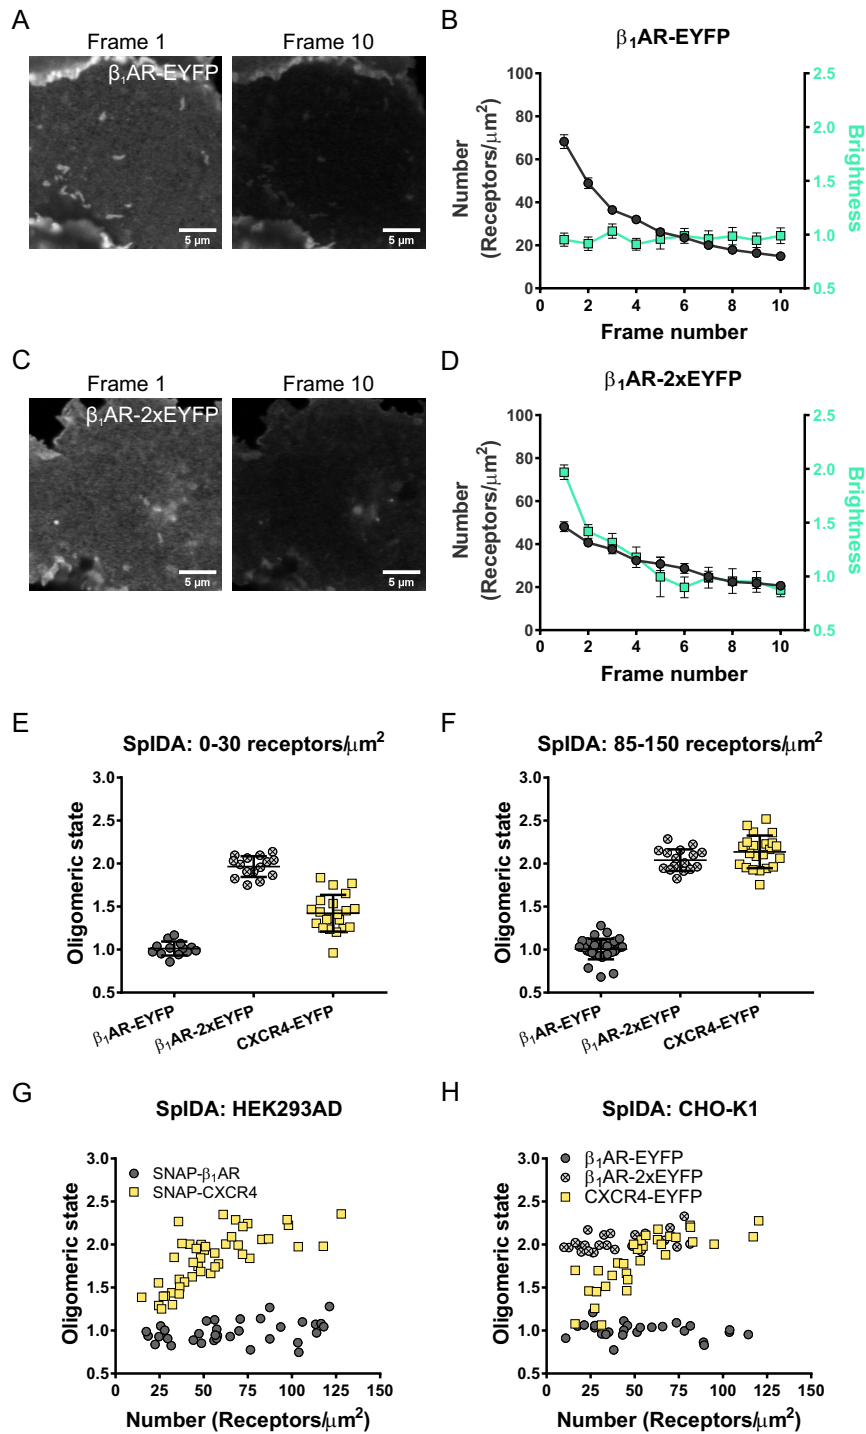 A
Frame 1
Frame 10
β₁AR-EYFP
5 µm
5 µm
B
β₁AR-EYFP
Number
(Receptors/µm²)
100
80
60
40
20
0
2.5
2.0
1.5
1.0
0.5
Brightness
0 2 4 6 8 10
Frame number
C
Frame 1
Frame 10
β₁AR-2xEYFP
5 µm
5 µm
D
β₁AR-2xEYFP
Number
(Receptors/µm²)
100
80
60
40
20
0
2.5
2.0
1.5
1.0
0.5
Brightness
0 2 4 6 8 10
Frame number
E
SpIDA: 0-30 receptors/µm²
Oligomeric state
3.0
2.5
2.0
1.5
1.0
0.5
β₁AR-EYFP
β₁AR-2xEYFP
CXCR4-EYFP
F
SpIDA: 85-150 receptors/µm²
Oligomeric state
3.0
2.5
2.0
1.5
1.0
0.5
β₁AR-EYFP
β₁AR-2xEYFP
CXCR4-EYFP
G
SpIDA: HEK293AD
Oligomeric state
3.0
2.5
2.0
1.5
1.0
0.5
SNAP-β₁AR
SNAP-CXCR4
0 25 50 75 100 125 150
Number (Receptors/µm²)
H
SpIDA: CHO-K1
Oligomeric state
3.0
2.5
2.0
1.5
1.0
0.5
β₁AR-EYFP
β₁AR-2xEYFP
CXCR4-EYFP
0 25 50 75 100 125 150
Number (Receptors/µm²)